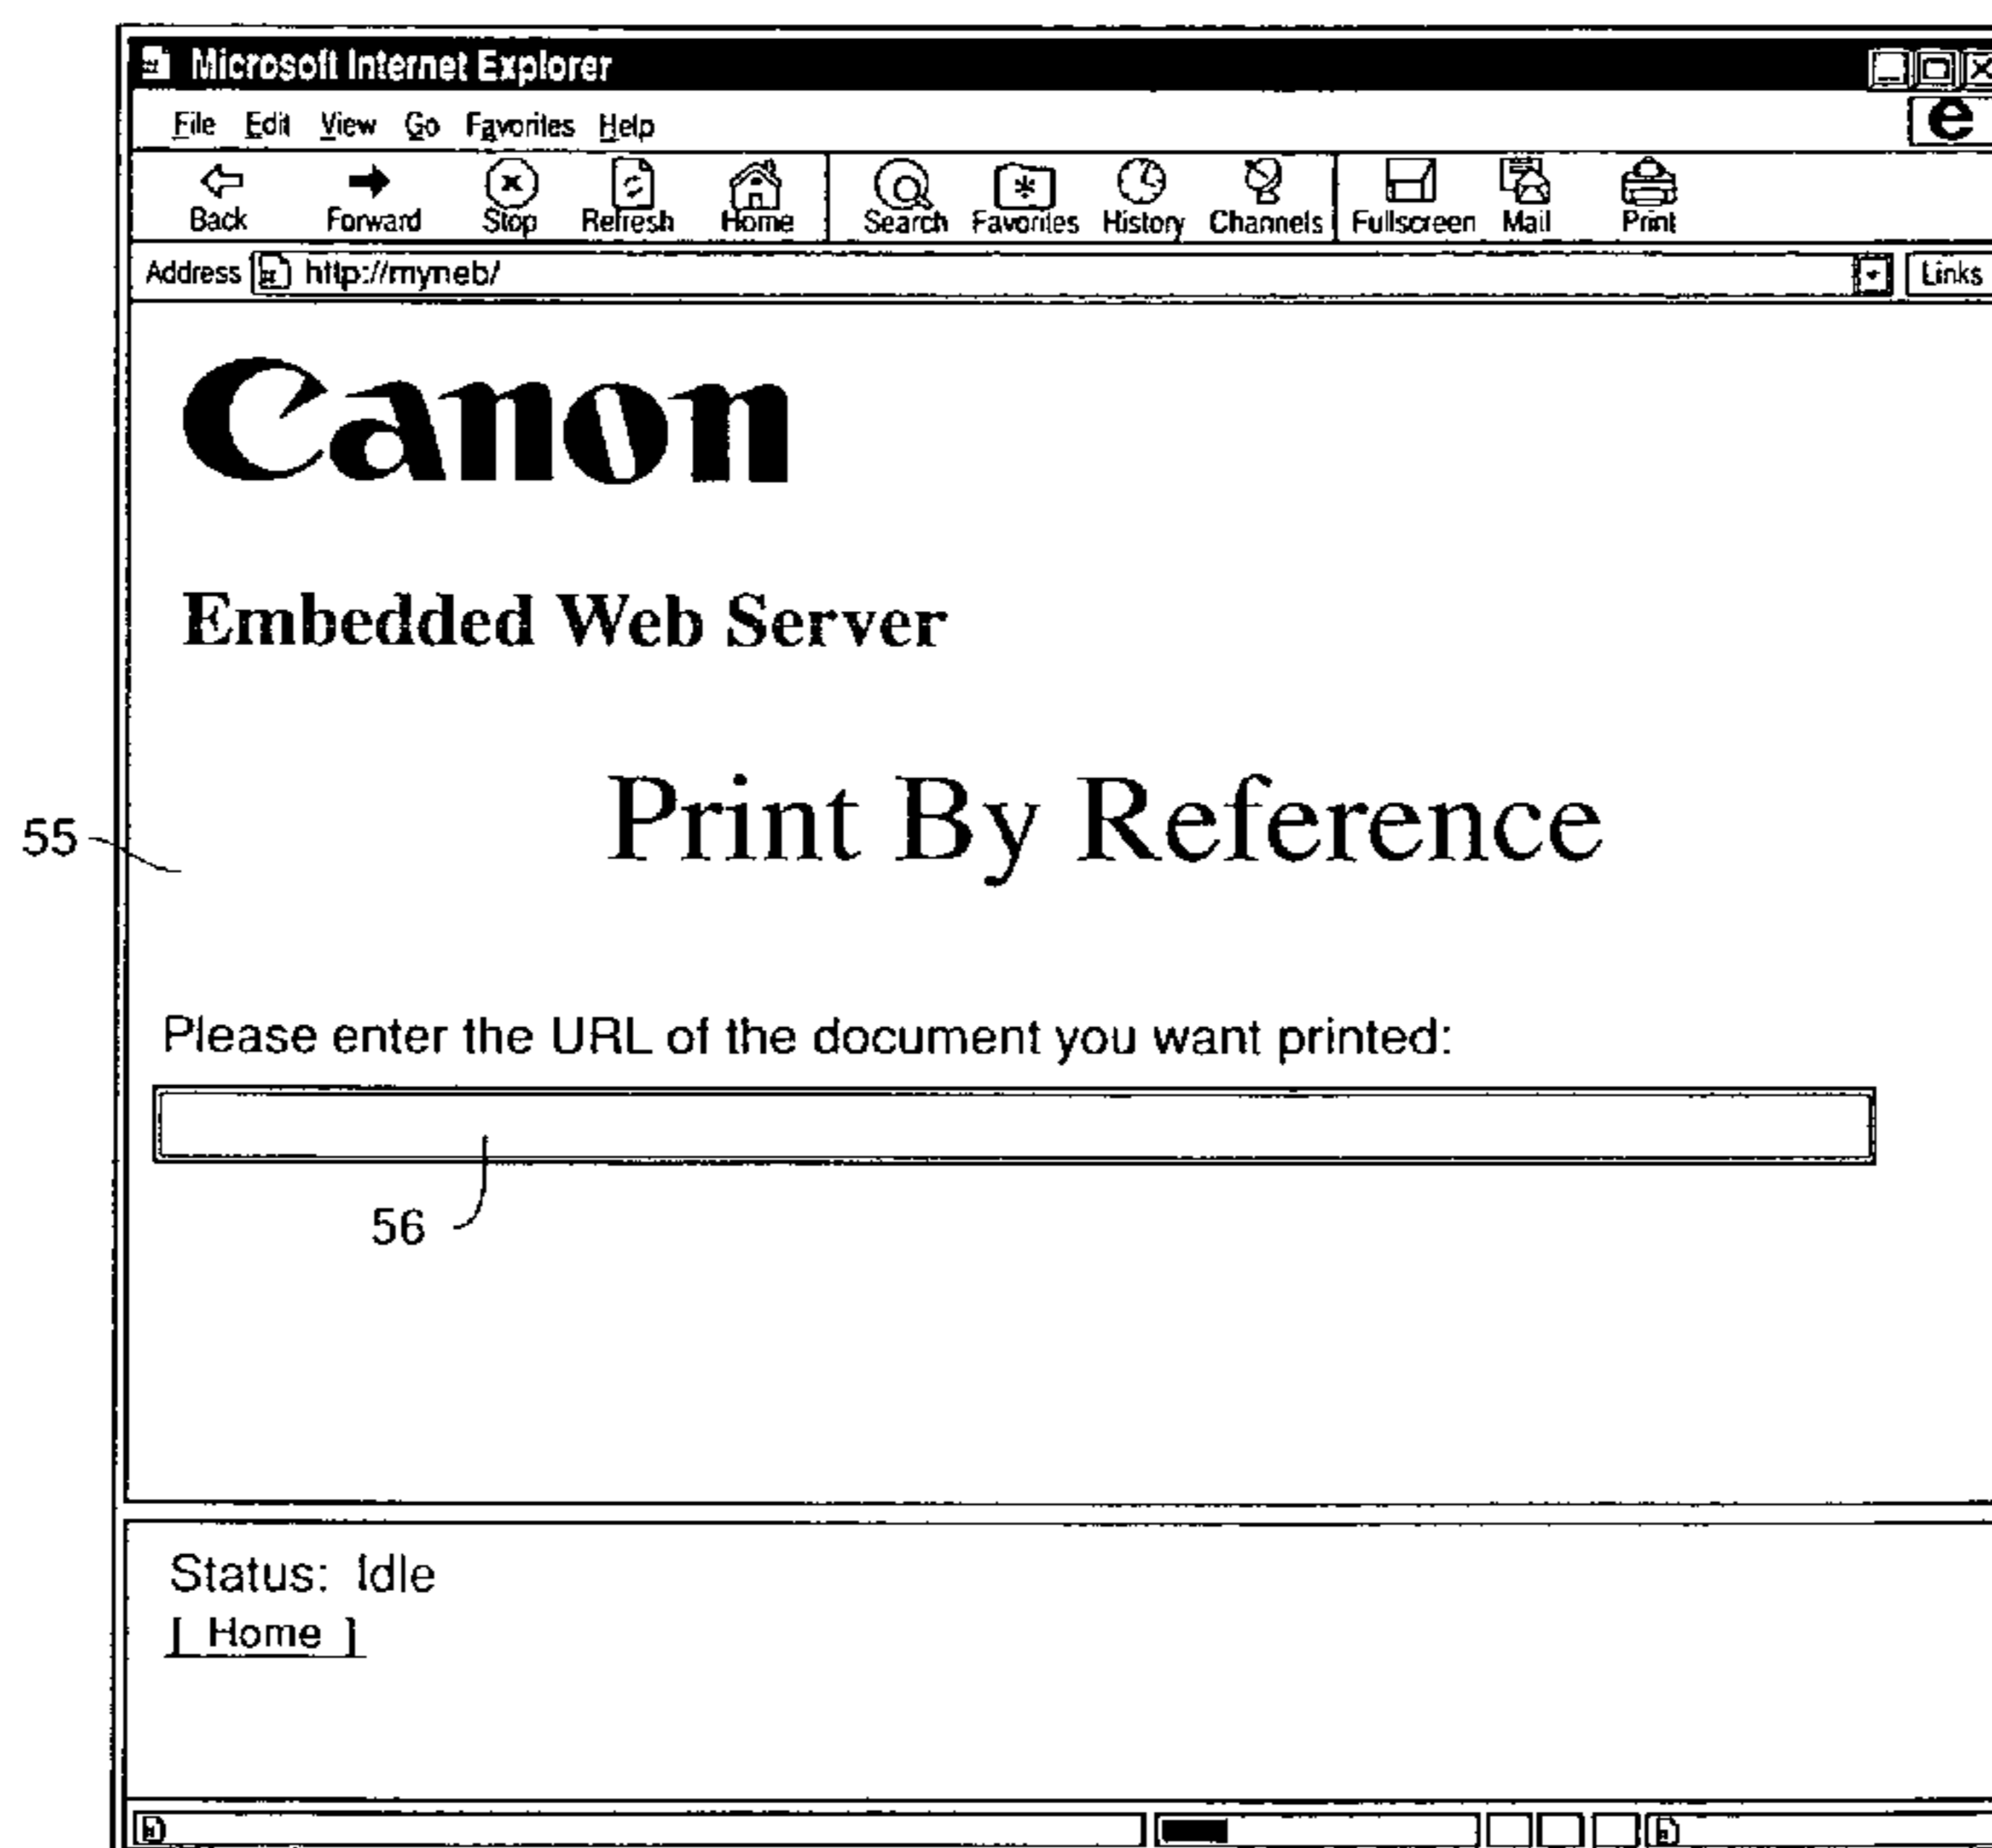 Microsoft Internet Explorer
File Edit View Go Favorites Help
e
Back Forward Stop Refresh Home Search Favorites History Channels Fullscreen Mail Print
Address http://myneb/ Links
Canon
Embedded Web Server
Print By Reference
55
Please enter the URL of the document you want printed:
56
Status: Idle
[ Home ]